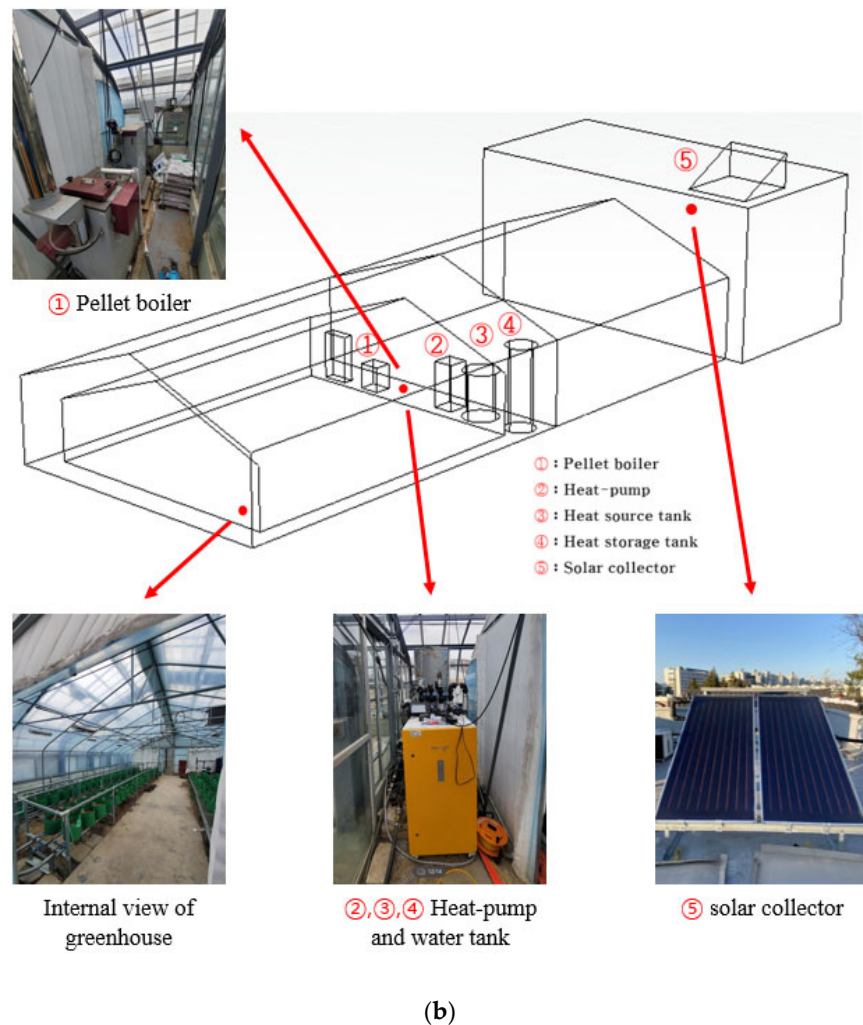 ① Pellet boiler
⑤
①
②
③
④
① : Pellet boiler
② : Heat-pump
③ : Heat source tank
④ : Heat storage tank
⑤ : Solar collector
Internal view of
greenhouse
②,③,④ Heat-pump
and water tank
⑤ solar collector
(b)